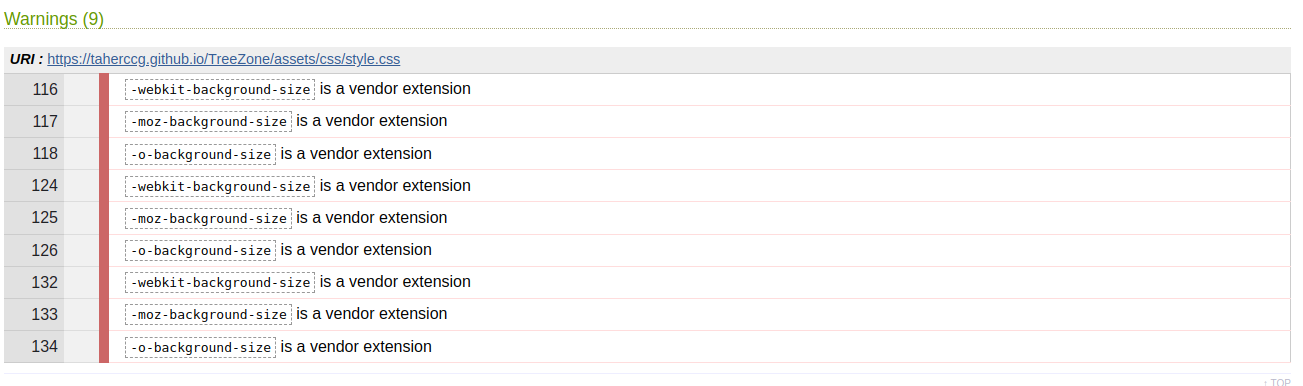 Warnings (9)
URI : https://taherccg.github.io/TreeZone/assets/css/style.css
116 -webkit-background-size is a vendor extension
117 -moz-background-size is a vendor extension
118 -o-background-size is a vendor extension
124 -webkit-background-size is a vendor extension
125 -moz-background-size is a vendor extension
126 -o-background-size is a vendor extension
132 -webkit-background-size is a vendor extension
133 -moz-background-size is a vendor extension
134 -o-background-size is a vendor extension
↑ TOP